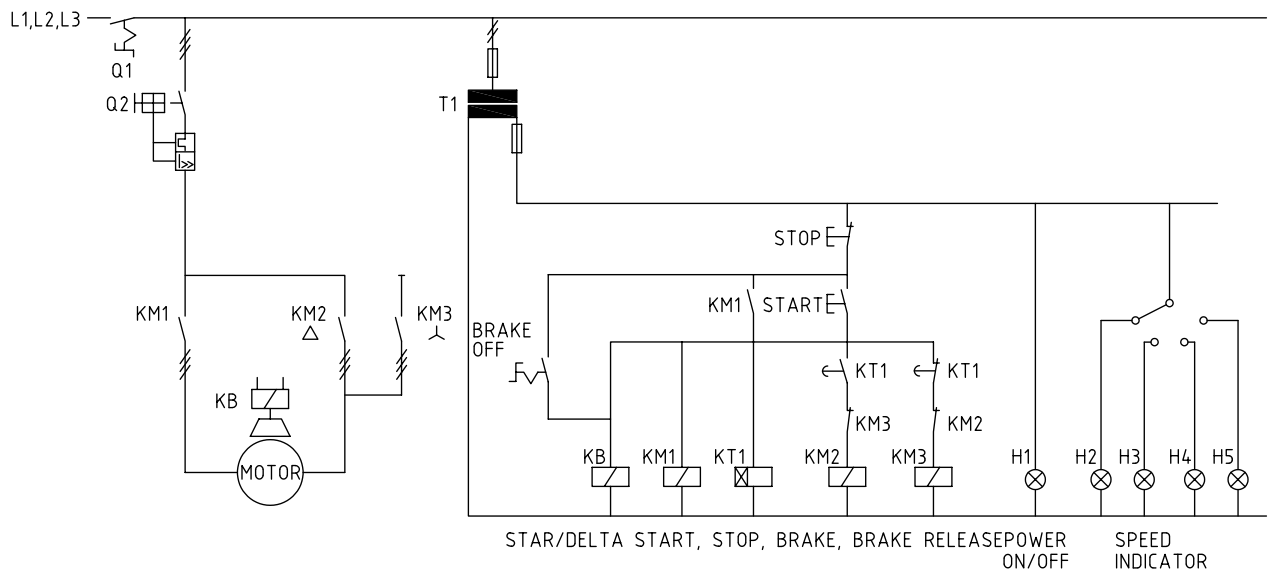 L1,L2,L3
Q1
Q2
T1
STOP
KM1
KM2
KM3
KM1
START
BRAKE
OFF
KT1
KT1
KB
KM3
KM2
KB
KM1
KT1
KM2
KM3
H1
H2
H3
H4
H5
MOTOR
STAR/DELTA START, STOP, BRAKE, BRAKE RELEASE
POWER
ON/OFF
SPEED
INDICATOR